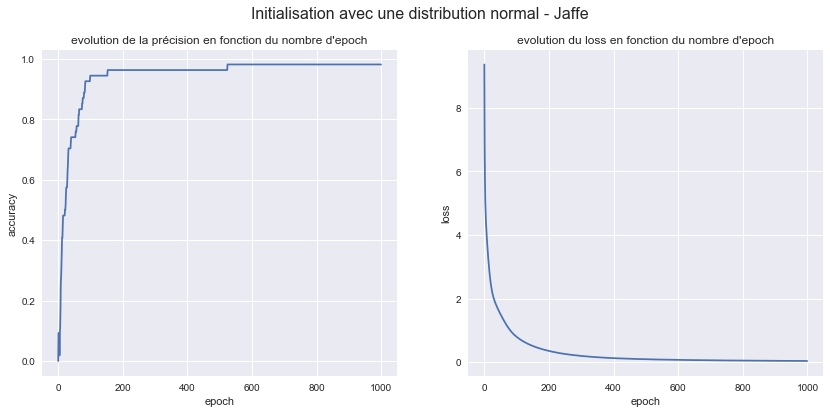 Initialisation avec une distribution normal - Jaffe
evolution de la précision en fonction du nombre d'epoch
1.0
0.8
0.6
0.4
0.2
0.0
accuracy
0 200 400 600 800 1000
epoch
evolution du loss en fonction du nombre d'epoch
8
6
4
2
0
loss
0 200 400 600 800 1000
epoch